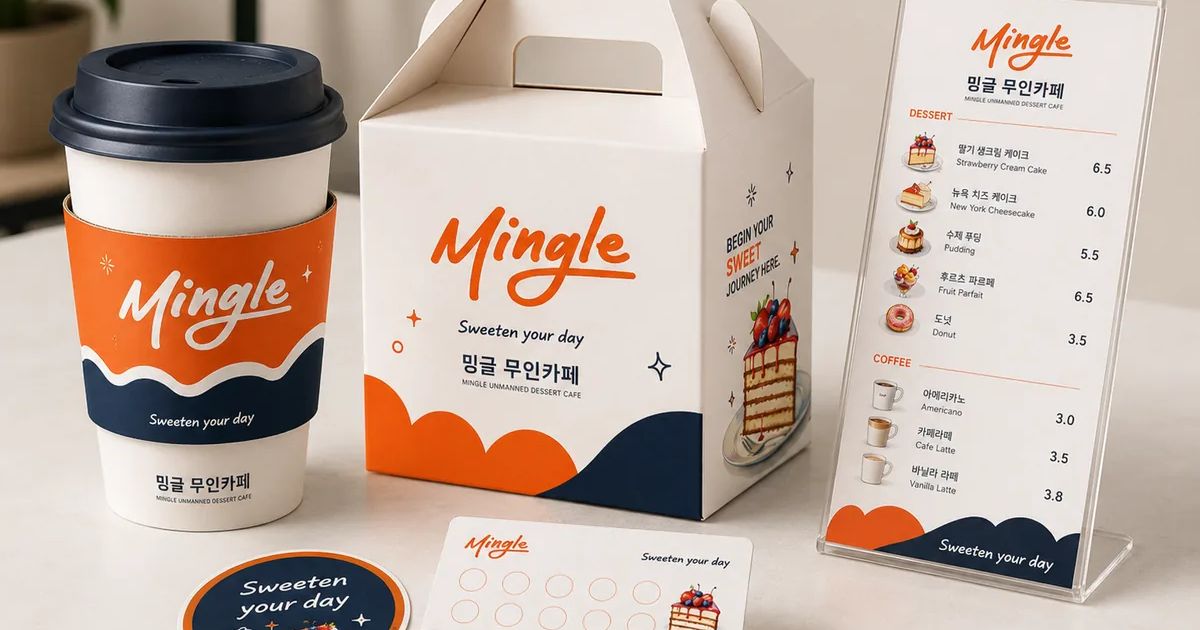 Mingle
Sweeten your day
밍글 무인카페
MINGLE UNMANNED DESSERT CAFE
Mingle
Sweeten your day
밍글 무인카페
MINGLE UNMANNED DESSERT CAFE
BEGIN YOUR
SWEET
JOURNEY HERE.
Mingle
밍글 무인카페
MINGLE UNMANNED DESSERT CAFE
DESSERT
딸기 생크림 케이크
Strawberry Cream Cake
6.5
뉴욕 치즈 케이크
New York Cheesecake
6.0
수제 푸딩
Pudding
5.5
후르츠 파르페
Fruit Parfait
6.5
도넛
Donut
3.5
COFFEE
아메리카노
Americano
3.0
카페라떼
Cafe Latte
3.5
바닐라 라떼
Vanilla Latte
3.8
Sweeten your day
Sweeten
your day
Mingle
Sweeten your day